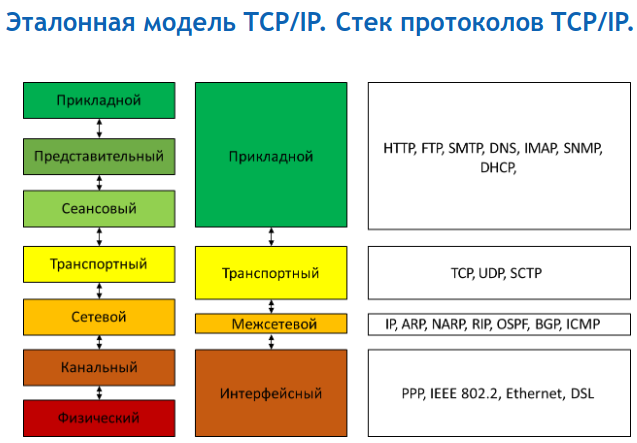 Эталонная модель TCP/IP. Стек протоколов TCP/IP.
Прикладной
Представительный
Сеансовый
Транспортный
Сетевой
Канальный
Физический
Прикладной
Транспортный
Межсетевой
Интерфейсный
HTTP, FTP, SMTP, DNS, IMAP, SNMP,
DHCP,
TCP, UDP, SCTP
IP, ARP, NARP, RIP, OSPF, BGP, ICMP
PPP, IEEE 802.2, Ethernet, DSL